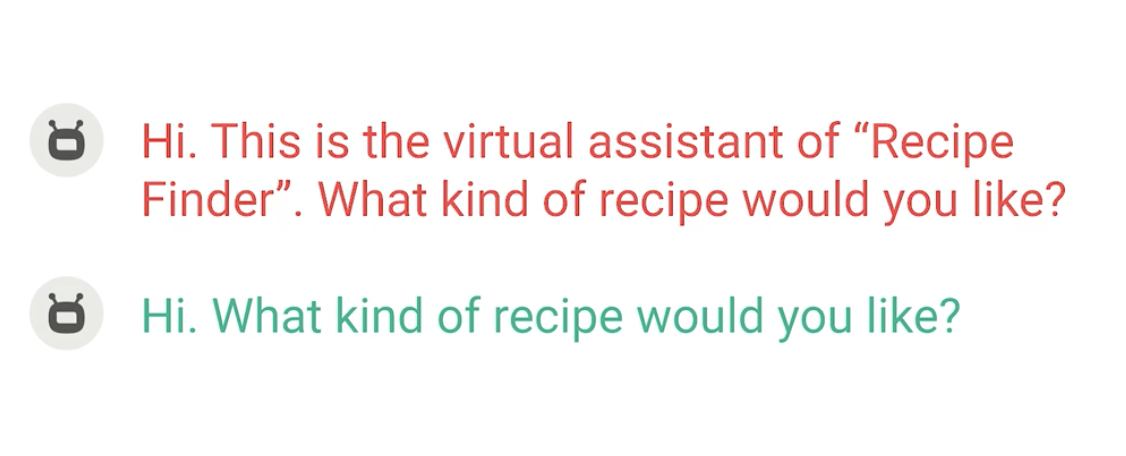 Hi. This is the virtual assistant of “Recipe
Finder”. What kind of recipe would you like?
Hi. What kind of recipe would you like?